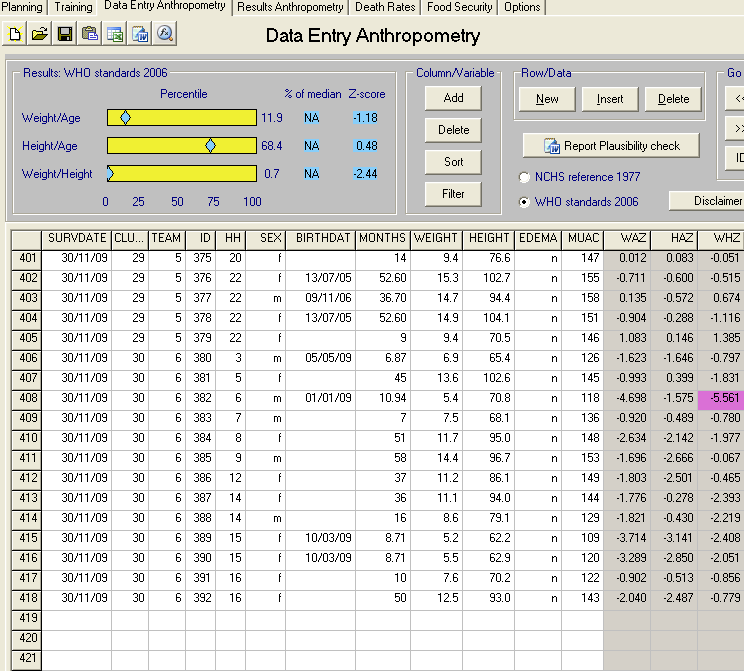 Planning Training Data Entry Anthropometry Results Anthropometry Death Rates Food Security Options
Data Entry Anthropometry
Results: WHO standards 2006 Column/Variable Row/Data Go
Percentile % of median Z-score
Weight/Age 11.9 NA -1.18
Height/Age 68.4 NA 0.48
Weight/Height 0.7 NA -2.44
0 25 50 75 100
Add
Delete
Sort
Filter
New Insert Delete
Report Plausibility check
NCHS reference 1977
WHO standards 2006 Disclaimer
<
>>
ID
SURVDATE CLU... TEAM ID HH SEX BIRTHDAT MONTHS WEIGHT HEIGHT EDEMA MUAC WAZ HAZ WHZ
401 30/11/09 29 5 375 20 f 14 9.4 76.6 n 147 0.012 0.083 -0.051
402 30/11/09 29 5 376 22 f 13/07/05 52.60 15.3 102.7 n 155 -0.711 -0.600 -0.515
403 30/11/09 29 5 377 22 m 09/11/06 36.70 14.7 94.4 n 158 0.135 -0.572 0.674
404 30/11/09 29 5 378 22 f 13/07/05 52.60 14.9 104.1 n 151 -0.904 -0.288 -1.116
405 30/11/09 29 5 379 22 f 9 9.4 70.5 n 146 1.083 0.146 1.385
406 30/11/09 30 6 380 3 m 05/05/09 6.87 6.9 65.4 n 126 -1.623 -1.646 -0.797
407 30/11/09 30 6 381 5 f 45 13.6 102.6 n 145 -0.993 0.399 -1.831
408 30/11/09 30 6 382 6 m 01/01/09 10.94 5.4 70.8 n 118 -4.698 -1.575 -5.561
409 30/11/09 30 6 383 7 m 7 7.5 68.1 n 136 -0.920 -0.489 -0.780
410 30/11/09 30 6 384 8 f 51 11.7 95.0 n 148 -2.634 -2.142 -1.977
411 30/11/09 30 6 385 9 m 58 14.4 96.7 n 153 -1.696 -2.666 -0.067
412 30/11/09 30 6 386 12 f 37 11.2 86.1 n 149 -1.803 -2.501 -0.465
413 30/11/09 30 6 387 14 f 36 11.1 94.0 n 144 -1.776 -0.278 -2.393
414 30/11/09 30 6 388 14 m 16 8.6 79.1 n 129 -1.821 -0.430 -2.219
415 30/11/09 30 6 389 15 f 10/03/09 8.71 5.2 62.2 n 109 -3.714 -3.141 -2.408
416 30/11/09 30 6 390 15 f 10/03/09 8.71 5.5 62.9 n 120 -3.289 -2.850 -2.051
417 30/11/09 30 6 391 16 f 10 7.6 70.2 n 122 -0.902 -0.513 -0.856
418 30/11/09 30 6 392 16 f 50 12.5 93.0 n 143 -2.040 -2.487 -0.779
419
420
421